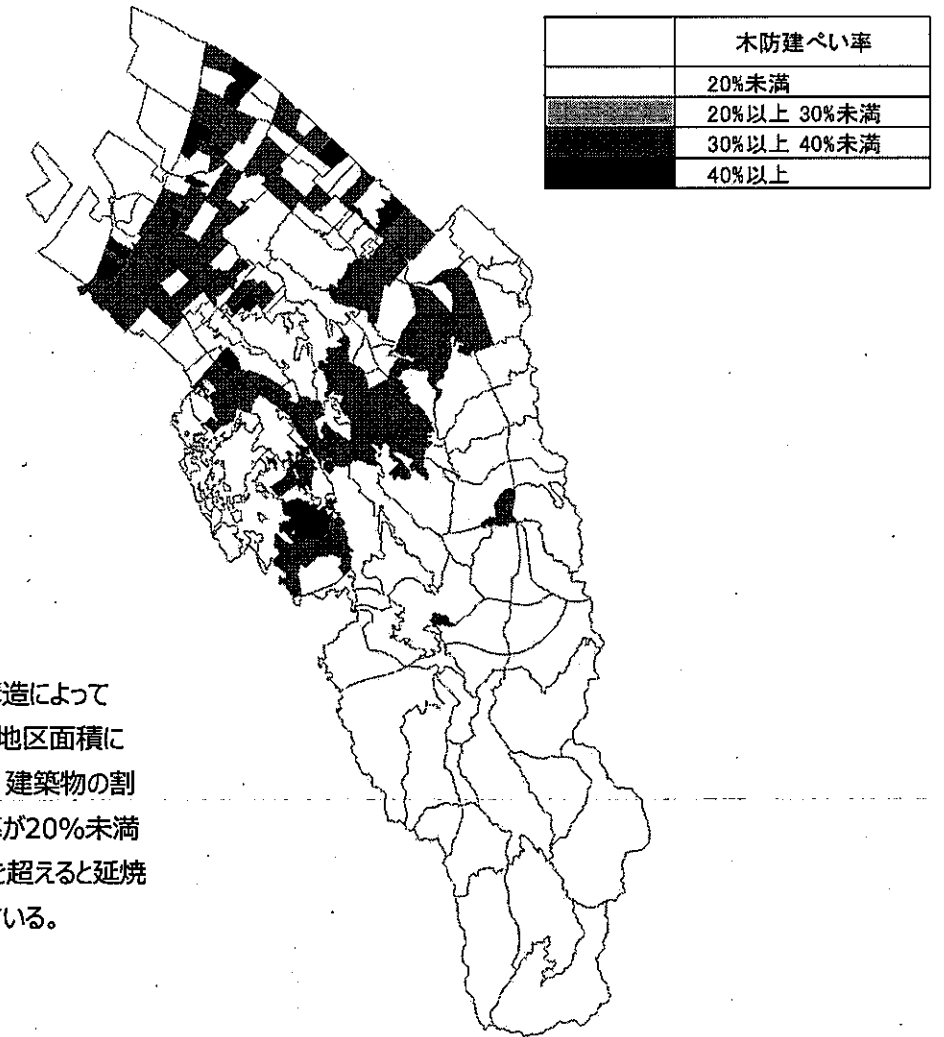 木防建ぺい率
20%未満
20%以上 30%未満
30%以上 40%未満
40%以上
造によって
地区面積に
建築物の割
が20%未満
を超えると延焼
いる。